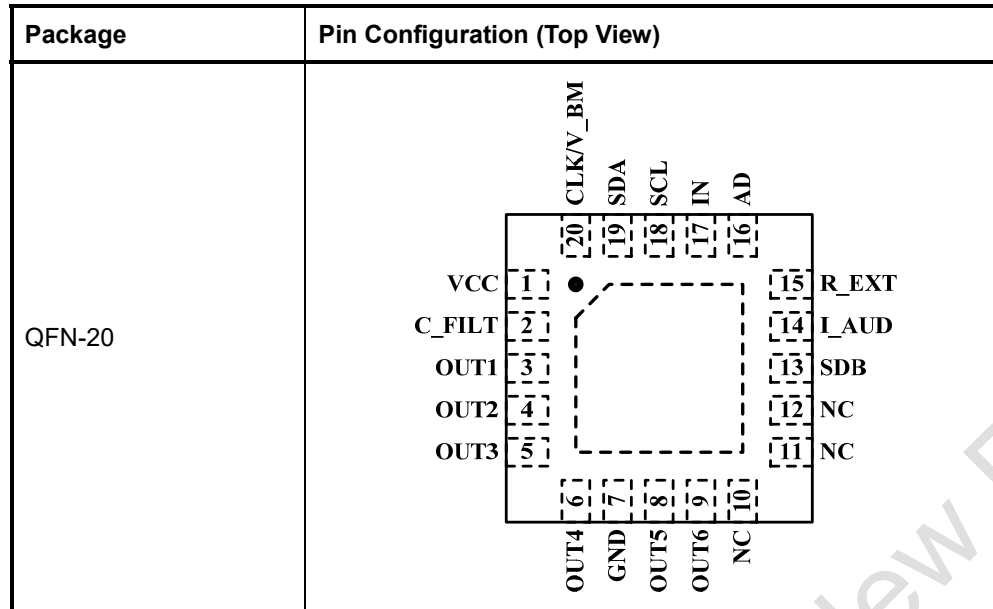 Package
Pin Configuration (Top View)
QFN-20
CLK/V_BM
SDA
SCL
IN
AD
20
19
18
17
16
VCC 1
C_FILT 2
OUT1 3
OUT2 4
OUT3 5
15 R_EXT
14 I_AUD
13 SDB
12 NC
11 NC
6
7
8
9
10
OUT4
GND
OUT5
OUT6
NC